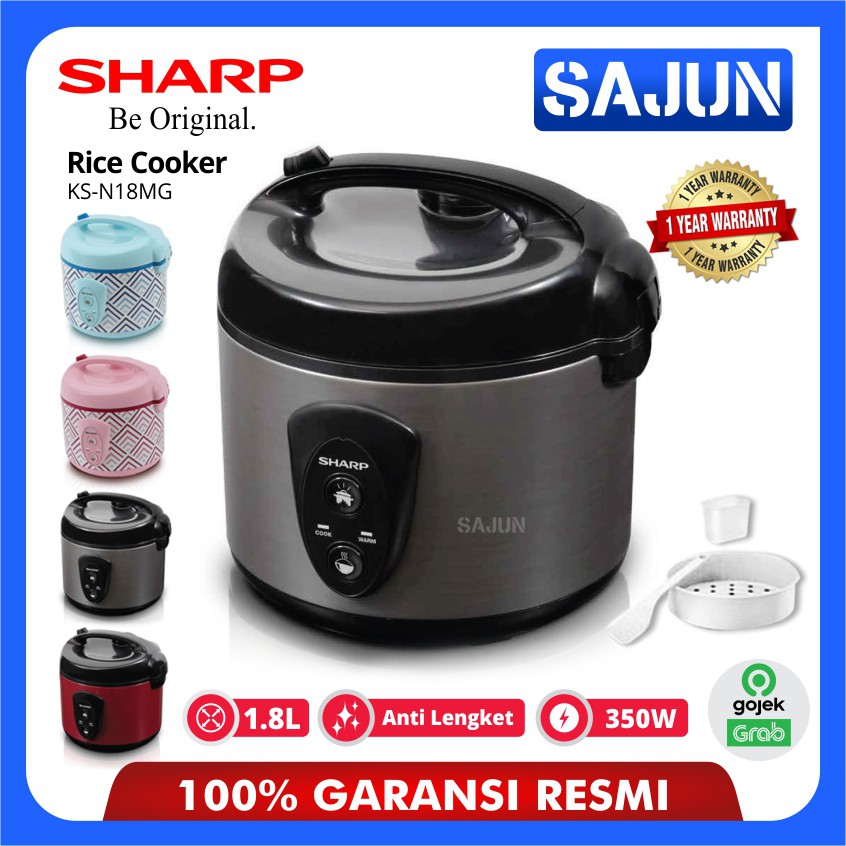 SHARP
Be Original.
SAJUN
Rice Cooker
KS-N18MG
1 YEAR WARRANTY
1 YEAR WARRANTY
1 YEAR WARRANTY
SHARP
COOK
WARM
SAJUN
1.8L
Anti Lengket
350W
gojek
Grab
100% GARANSI RESMI